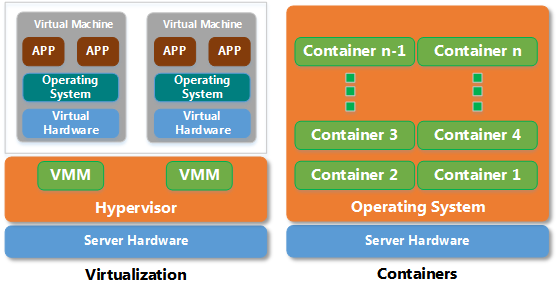 Virtual Machine
APP APP
Operating
System
Virtual
Hardware
Virtual Machine
APP APP
Operating
System
Virtual
Hardware
VMM VMM
Hypervisor
Server Hardware
Virtualization
Container n-1 Container n
Container 3 Container 4
Container 2 Container 1
Operating System
Server Hardware
Containers